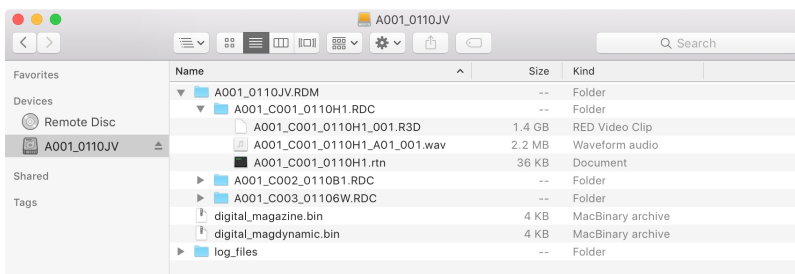 A001_0110JV
Search
Favorites
Devices
Remote Disc
A001_0110JV
Shared
Tags
Name Size Kind
A001_0110JV.RDM -- Folder
A001_C001_0110H1.RDC -- Folder
A001_C001_0110H1_001.R3D 1.4 GB RED Video Clip
A001_C001_0110H1_A01_001.wav 2.2 MB Waveform audio
A001_C001_0110H1.rtn 36 KB Document
A001_C002_0110B1.RDC -- Folder
A001_C003_01106W.RDC -- Folder
digital_magazine.bin 4 KB MacBinary archive
digital_magdynamic.bin 4 KB MacBinary archive
log_files -- Folder